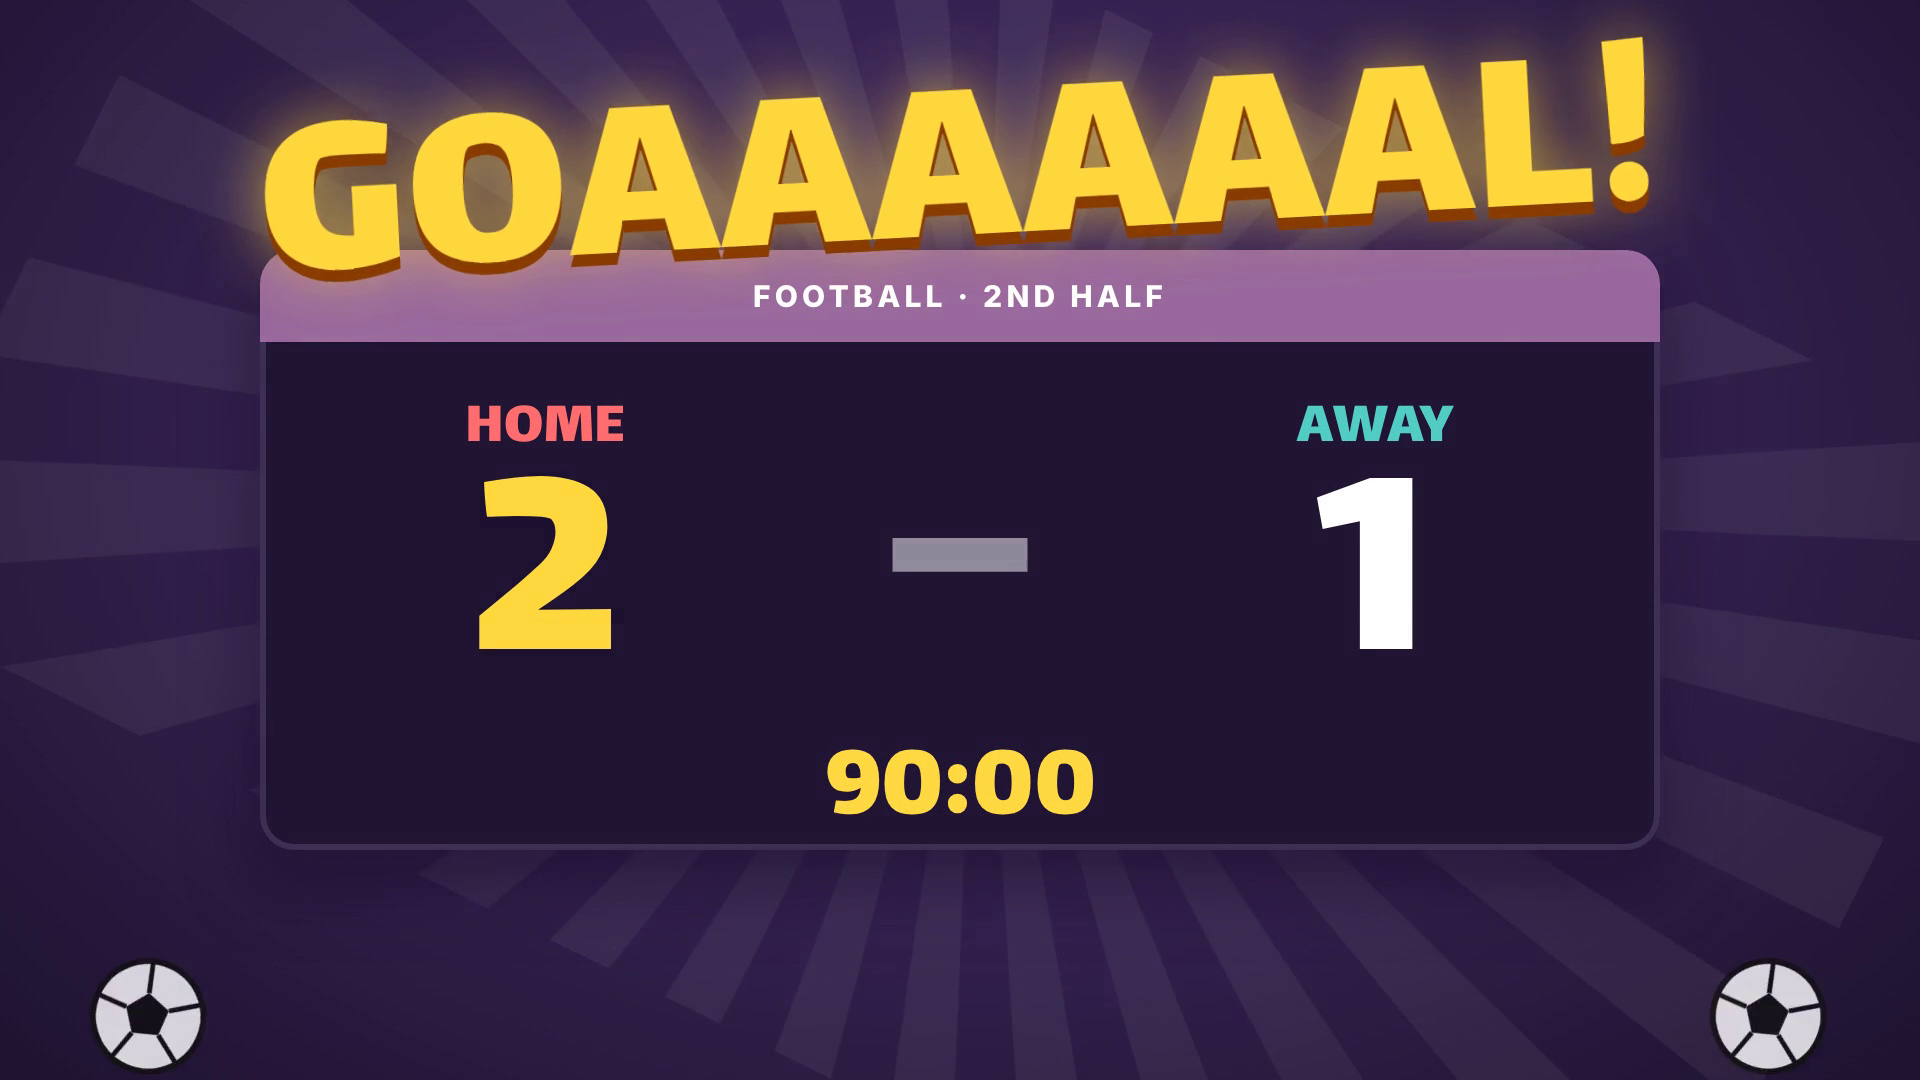 GOAAAAAAL!
FOOTBALL · 2ND HALF
HOME
AWAY
2 – 1
90:00